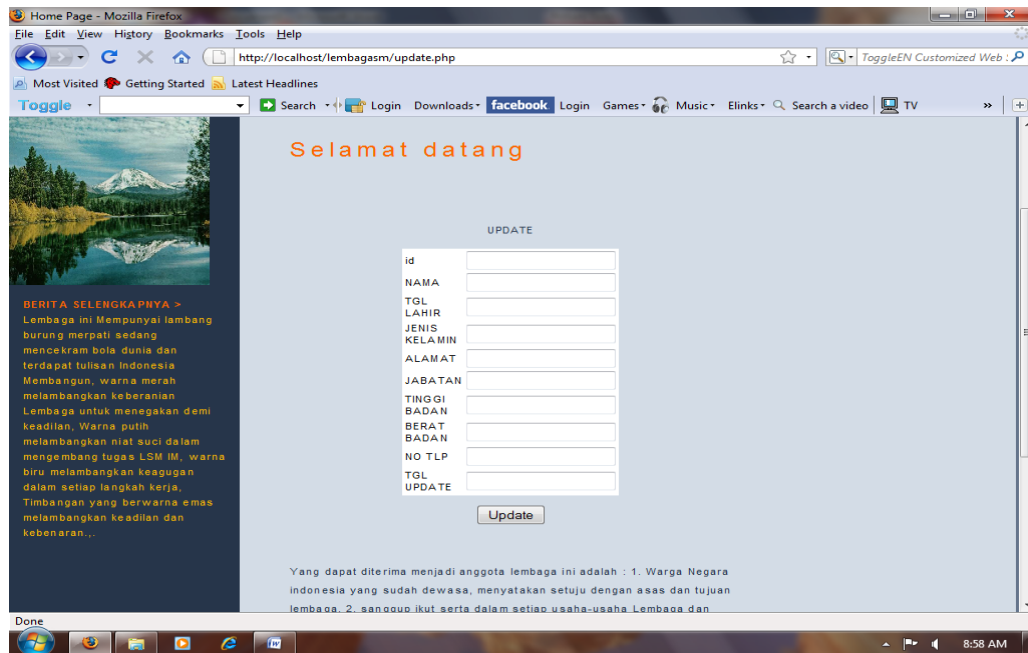 Home Page - Mozilla Firefox
File Edit View History Bookmarks Tools Help
http://localhost/lembagasm/update.php
ToggleEN Customized Web
Most Visited Getting Started Latest Headlines
Toggle Search Login Downloads facebook Login Games Music Elinks Search a video TV »
Selamat datang
UPDATE
id
NAMA
TGL
LAHIR
JENIS
KELAMIN
ALAMAT
JABATAN
TINGGI
BADAN
BERAT
BADAN
NO TLP
TGL
UPDATE
Update
BERITA SELENGKAPNYA >
Lembaga ini Mempunyai lambang
burung merpati sedang
mencekram bola dunia dan
terdapat tulisan Indonesia
Membangun, warna merah
melambangkan keberanian
Lembaga untuk menegakan demi
keadilan, Warna putih
melambangkan niat suci dalam
mengembang tugas LSM IM, warna
biru melambangkan keagugan
dalam setiap langkah kerja,
Timbangan yang berwarna emas
melambangkan keadilan dan
kebenaran.,.
Yang dapat diterima menjadi anggota lembaga ini adalah : 1. Warga Negara
indonesia yang sudah dewasa, menyatakan setuju dengan asas dan tujuan
lembaga. 2. sanggup ikut serta dalam setiap usaha-usaha Lembaga dan
Done
8:58 AM